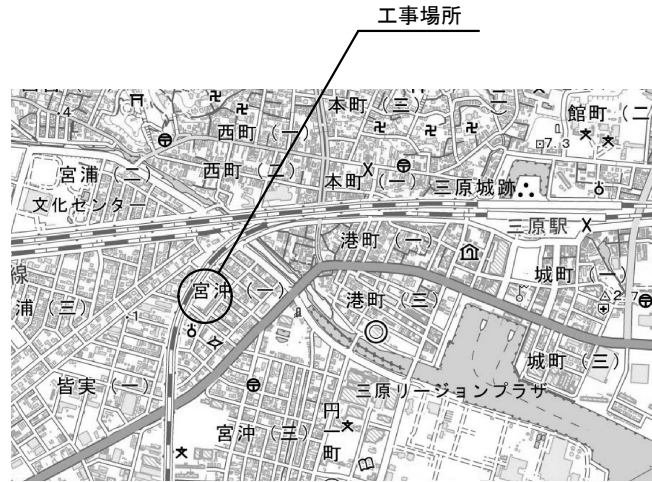 工事場所
本町（三）
館町（二
西町（一）
7.3
西町（二）
本町（一）
宮浦（二）
三原城跡
文化センター
三原駅
港町（一）
線
城町（一）
宮沖（一）
港町（三）
浦（三）
城町（三）
皆実（一）
三原リージョンプラザ
宮沖（三）
円一町